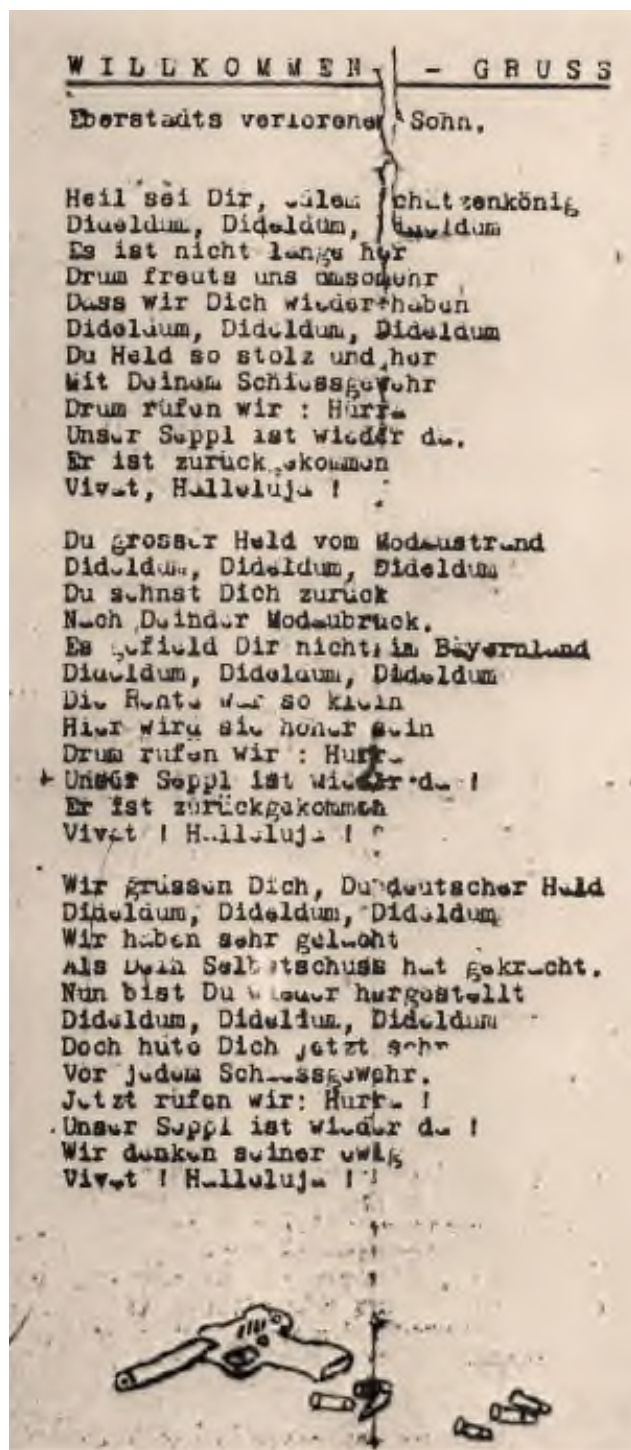 WILLKOMMEN - GRUSS
Eberstadts verlorener Sohn.
Heil sei Dir, Schützenkönig
Dideldum, Dideldum, Dideldum
Es ist nicht lange her
Drum freuts uns umsomehr
Dass wir Dich wieder haben
Dideldum, Dideldum, Dideldum
Du Held so stolz und her
Mit Deinem Schiessgewehr
Drum rufen wir : Hurra
Unser Seppl ist wieder da.
Er ist zurückgekommen
Vivat, Halleluja !
Du grosser Held vom Modaustrand
Dideldum, Dideldum, Dideldum
Du sehnst Dich zurück
Nach Modaubrück.
Es gefield Dir nicht im Bayernland
Dideldum, Dideldum, Dideldum
Die Rente war so klein
Hier wird sie höher sein
Drum rufen wir : Hurra
Unser Seppl ist wieder da !
Er ist zurückgekommen
Vivat ! Halleluja !
Wir grüssen Dich, Du deutscher Held
Dideldum, Dideldum, Dideldum
Wir haben sehr gelacht
Als Dein Selbstschuss hat gekracht.
Nun bist Du wieder hergestellt
Dideldum, Dideldum, Dideldum
Doch hüte Dich jetzt sehr
Vor jedem Schiessgewehr.
Jetzt rufen wir: Hurra !
Unser Seppl ist wieder da !
Wir danken seiner ewig
Vivat ! Halleluja !